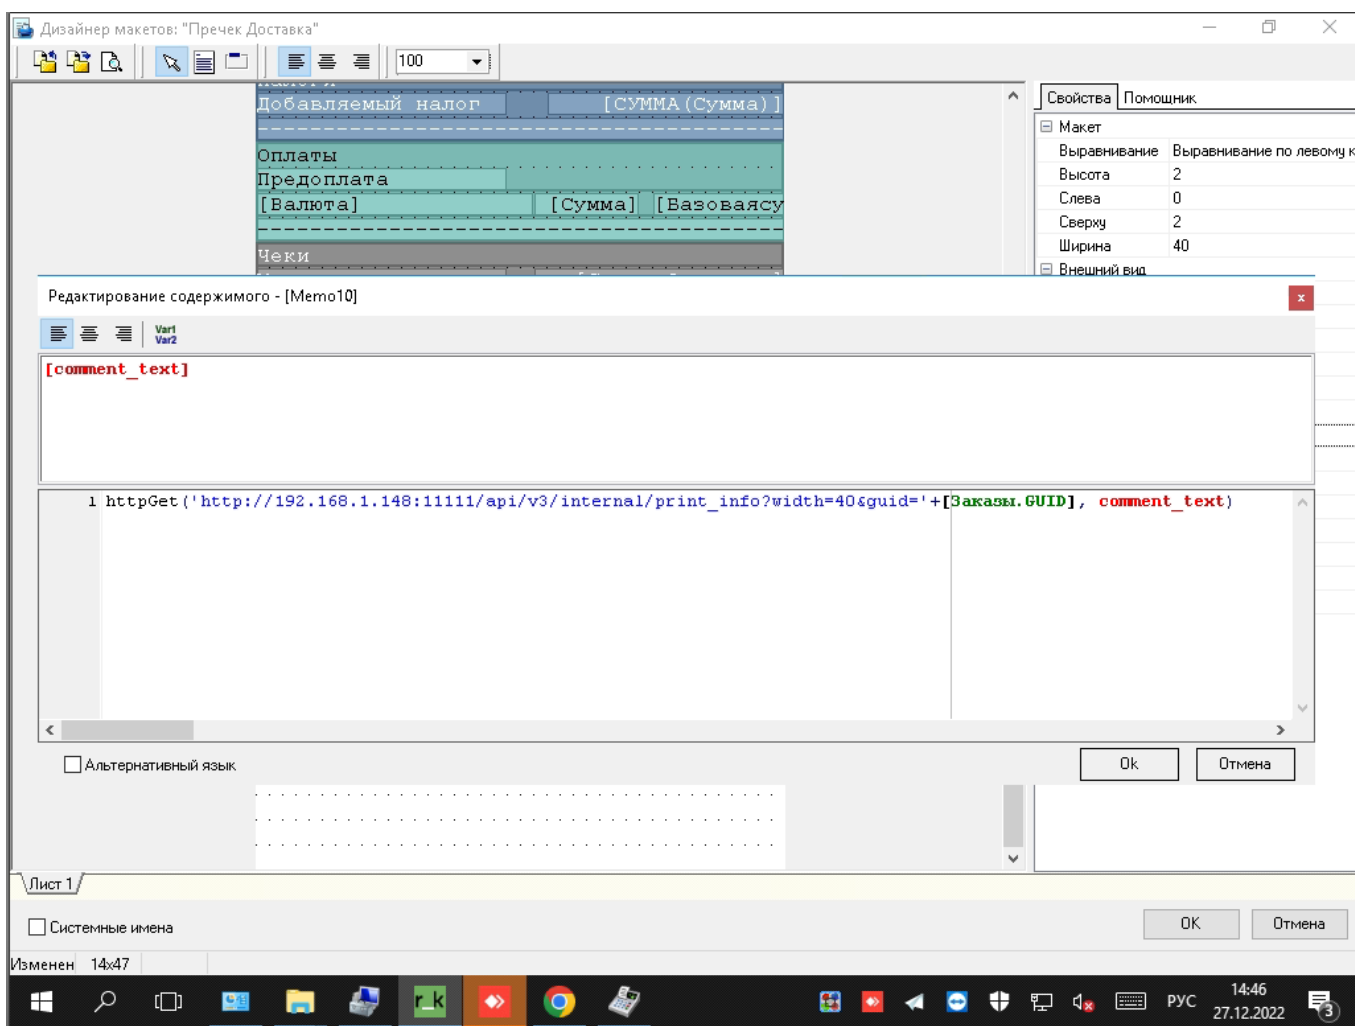 Дизайнер макетов: "Пречек Доставка"
100
Добавляемый налог [СУММА(Сумма)]
Оплаты
Предоплата
[Валюта] [Сумма] [Базоваясу
Чеки
Свойства Помощник
Макет
Выравнивание Выравнивание по левому к
Высота 2
Слева 0
Сверху 2
Ширина 40
Внешний вид
Редактирование содержимого - [Memo10]
Var1
Var2
[comment_text]
1 httpGet('http://192.168.1.148:11111/api/v3/internal/print_info?width=40&guid='+[Заказы.GUID], comment_text)
Альтернативный язык
Ok Отмена
Лист 1
Системные имена
OK Отмена
Изменен 14x47
r_k
РУС
14:46
27.12.2022
3